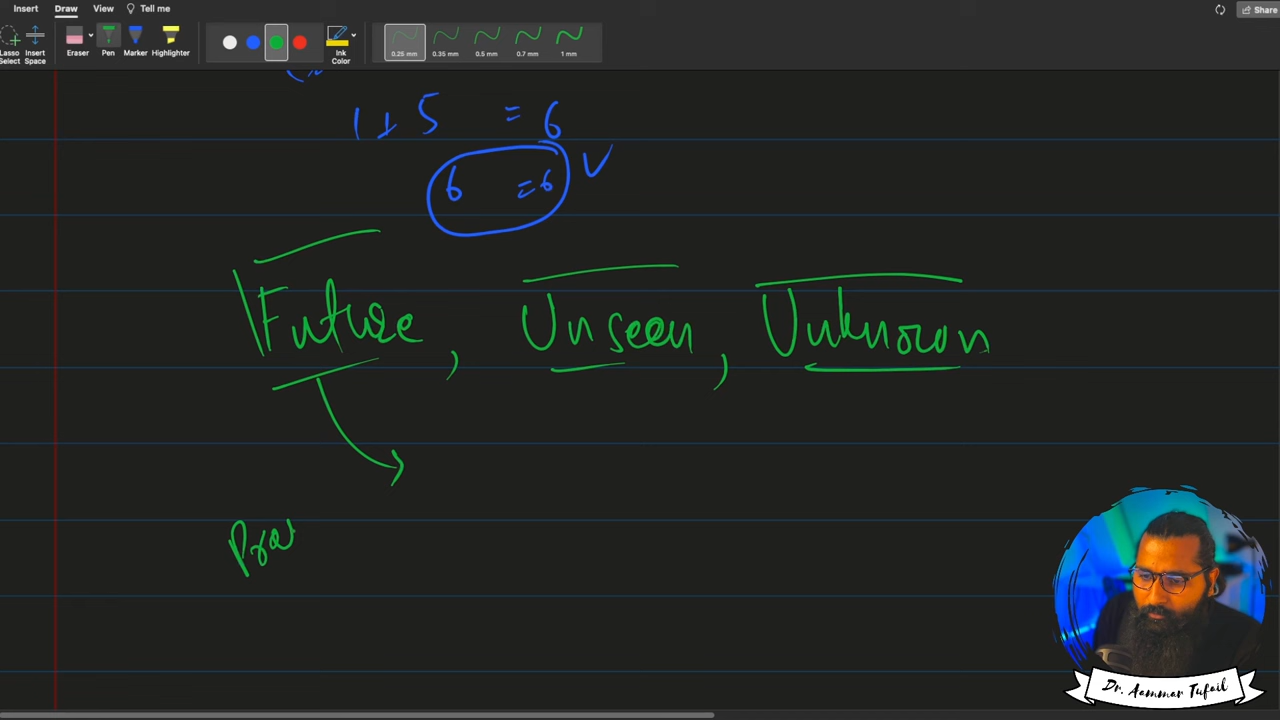 Insert Draw View Tell me
Share
Lasso Select
Insert Space
Eraser
Pen
Marker
Highlighter
Ink Color
0.25 mm
0.35 mm
0.5 mm
0.7 mm
1 mm
1 + 5 = 6
6 = 6
Future, Unseen, Unknown
Dr. Aammar Tufail